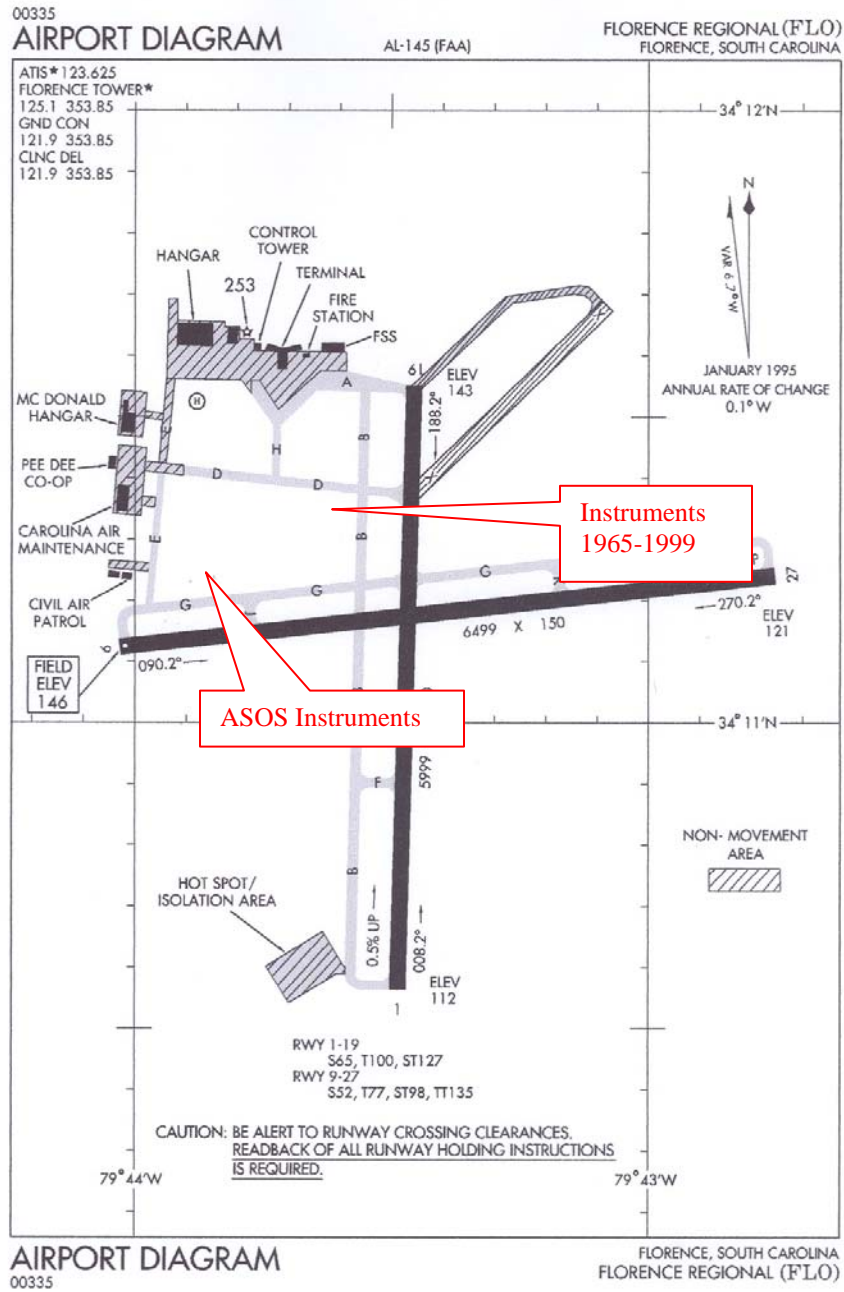 00335
AIRPORT DIAGRAM
AL-145 (FAA)
FLORENCE REGIONAL (FLO)
FLORENCE, SOUTH CAROLINA
ATIS★ 123.625
FLORENCE TOWER★
125.1 353.85
GND CON
121.9 353.85
CLNC DEL
121.9 353.85
34° 12'N
N
VAR 6.7° W
JANUARY 1995
ANNUAL RATE OF CHANGE
0.1° W
CONTROL
TOWER
HANGAR
253
TERMINAL
FIRE
STATION
FSS
19
ELEV
143
188.2°
X
X
A
B
H
H
MC DONALD
HANGAR
E
PEE DEE
CO-OP
D
D
B
CAROLINA AIR
MAINTENANCE
E
Instruments
1965-1999
CIVIL AIR
PATROL
G
G
G
P
27
270.2°
ELEV
121
6499 X 150
9
090.2°
FIELD
ELEV
146
ASOS Instruments
34° 11'N
5999
F
B
HOT SPOT/
ISOLATION AREA
NON- MOVEMENT
AREA
0.5% UP
008.2°
ELEV
112
1
RWY 1-19
S65, T100, ST127
RWY 9-27
S52, T77, ST98, TT135
CAUTION: BE ALERT TO RUNWAY CROSSING CLEARANCES.
READBACK OF ALL RUNWAY HOLDING INSTRUCTIONS
IS REQUIRED.
79° 44'W
79° 43'W
AIRPORT DIAGRAM
00335
FLORENCE, SOUTH CAROLINA
FLORENCE REGIONAL (FLO)